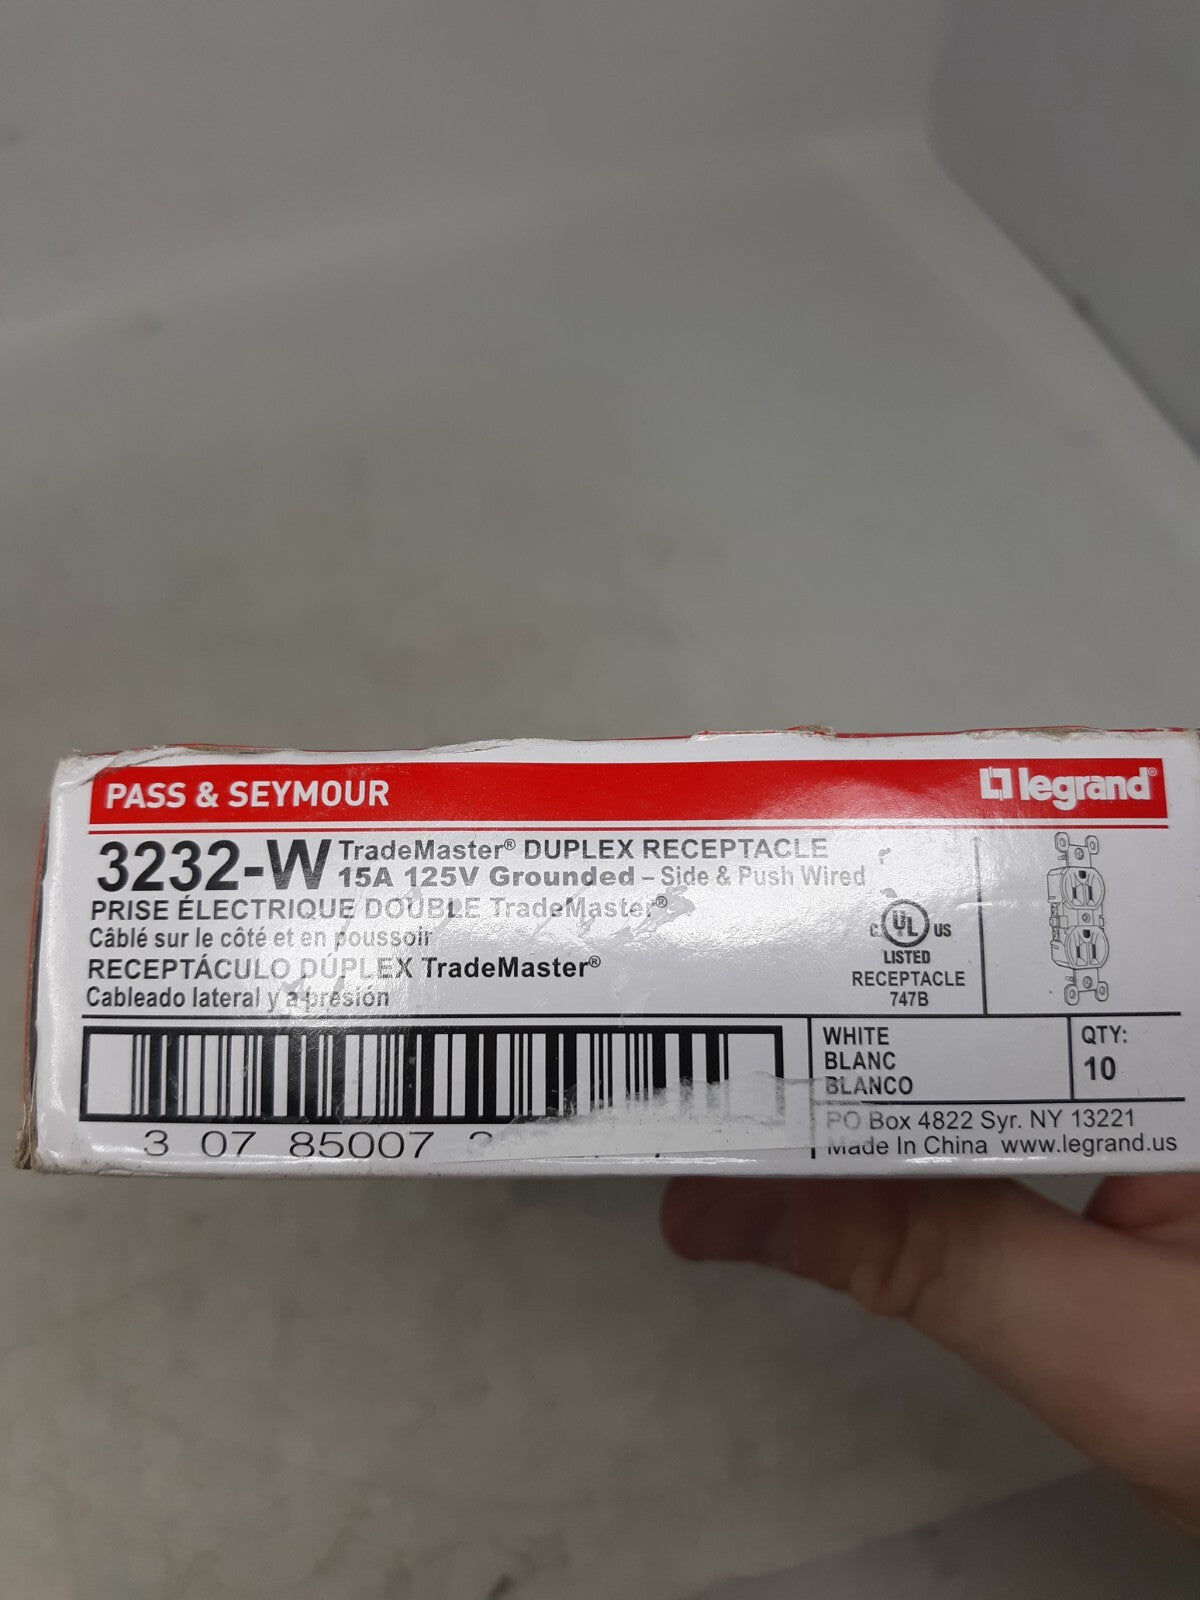 PASS & SEYMOUR
legrand®
3232-W
TradeMaster® DUPLEX RECEPTACLE
15A 125V Grounded – Side & Push Wired
PRISE ÉLECTRIQUE DOUBLE TradeMaster®
Câblé sur le côté et en poussoir
RECEPTÁCULO DÚPLEX TradeMaster®
Cableado lateral y a presión
C UL US
LISTED
RECEPTACLE
747B
WHITE
BLANC
BLANCO
QTY:
10
3 07 85007
PO Box 4822 Syr. NY 13221
Made In China www.legrand.us